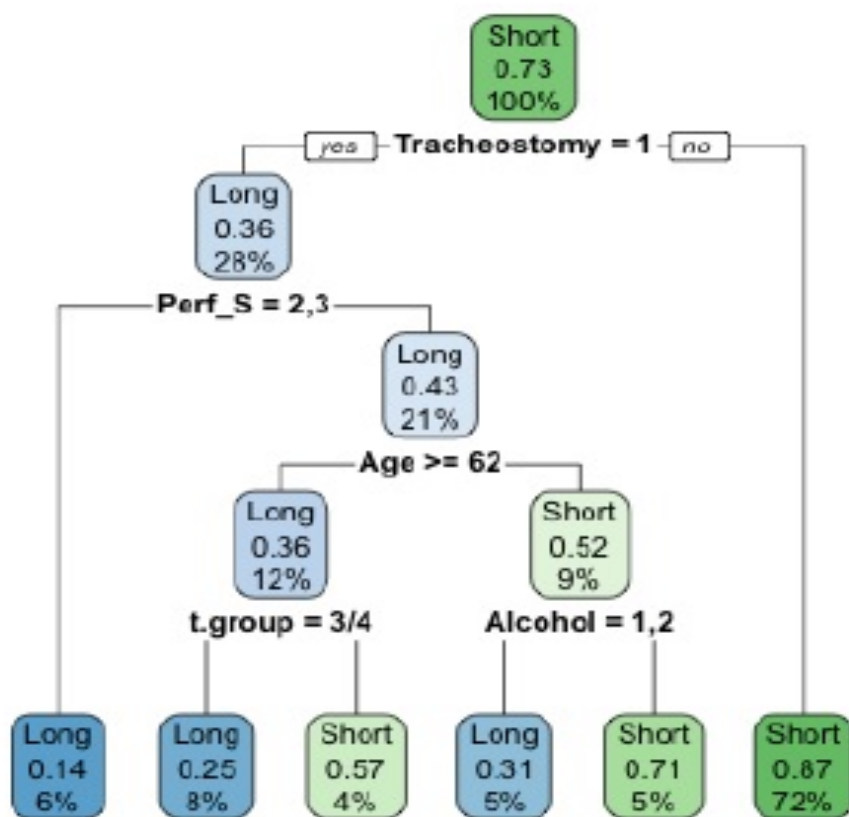 Short
0.73
100%
yes Tracheostomy = 1 no
Long
0.36
28%
Perf_S = 2,3
Long
0.43
21%
Age >= 62
Long
0.36
12%
Short
0.52
9%
t.group = 3/4
Alcohol = 1,2
Long
0.14
6%
Long
0.25
8%
Short
0.57
4%
Long
0.31
5%
Short
0.71
5%
Short
0.87
72%